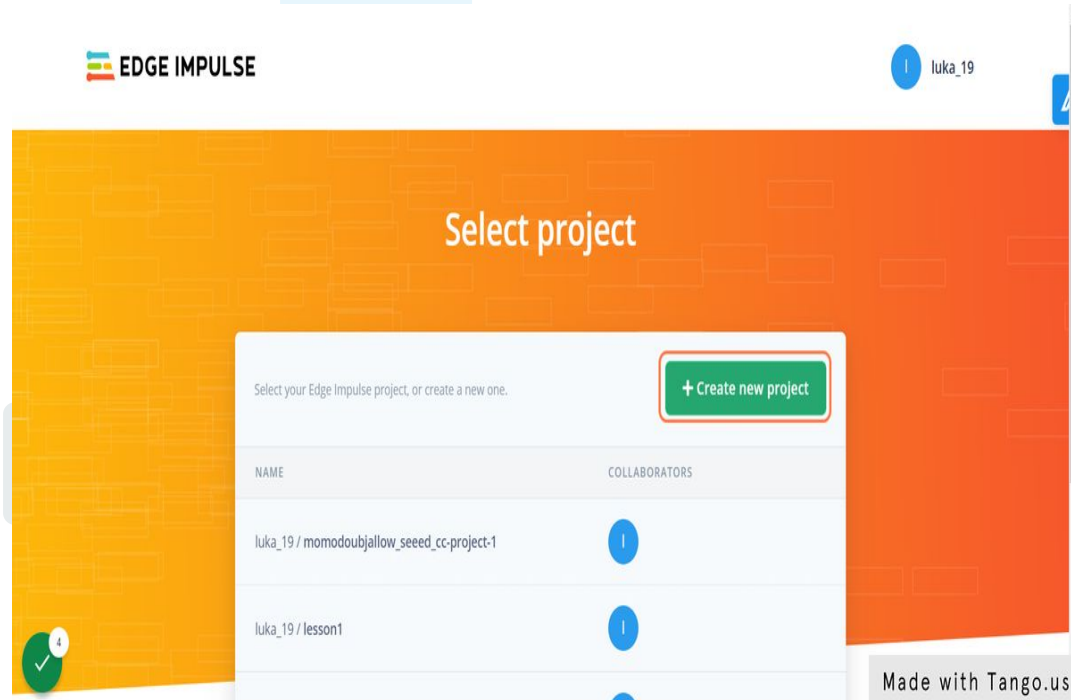 EDGE IMPULSE
l
luka_19
Select project
Select your Edge Impulse project, or create a new one.
+ Create new project
NAME
COLLABORATORS
luka_19 / momodoubjallow_seeed_cc-project-1
l
luka_19 / lesson1
l
4
Made with Tango.us